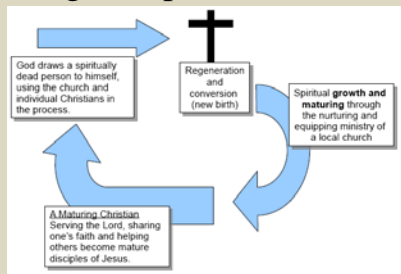 God draws a spiritually
dead person to himself,
using the church and
individual Christians in
the process.
Regeneration
and
conversion
(new birth)
Spiritual growth and
maturing through
the nurturing and
equipping ministry of
a local church
A Maturing Christian
Serving the Lord, sharing
one's faith and helping
others become mature
disciples of Jesus.